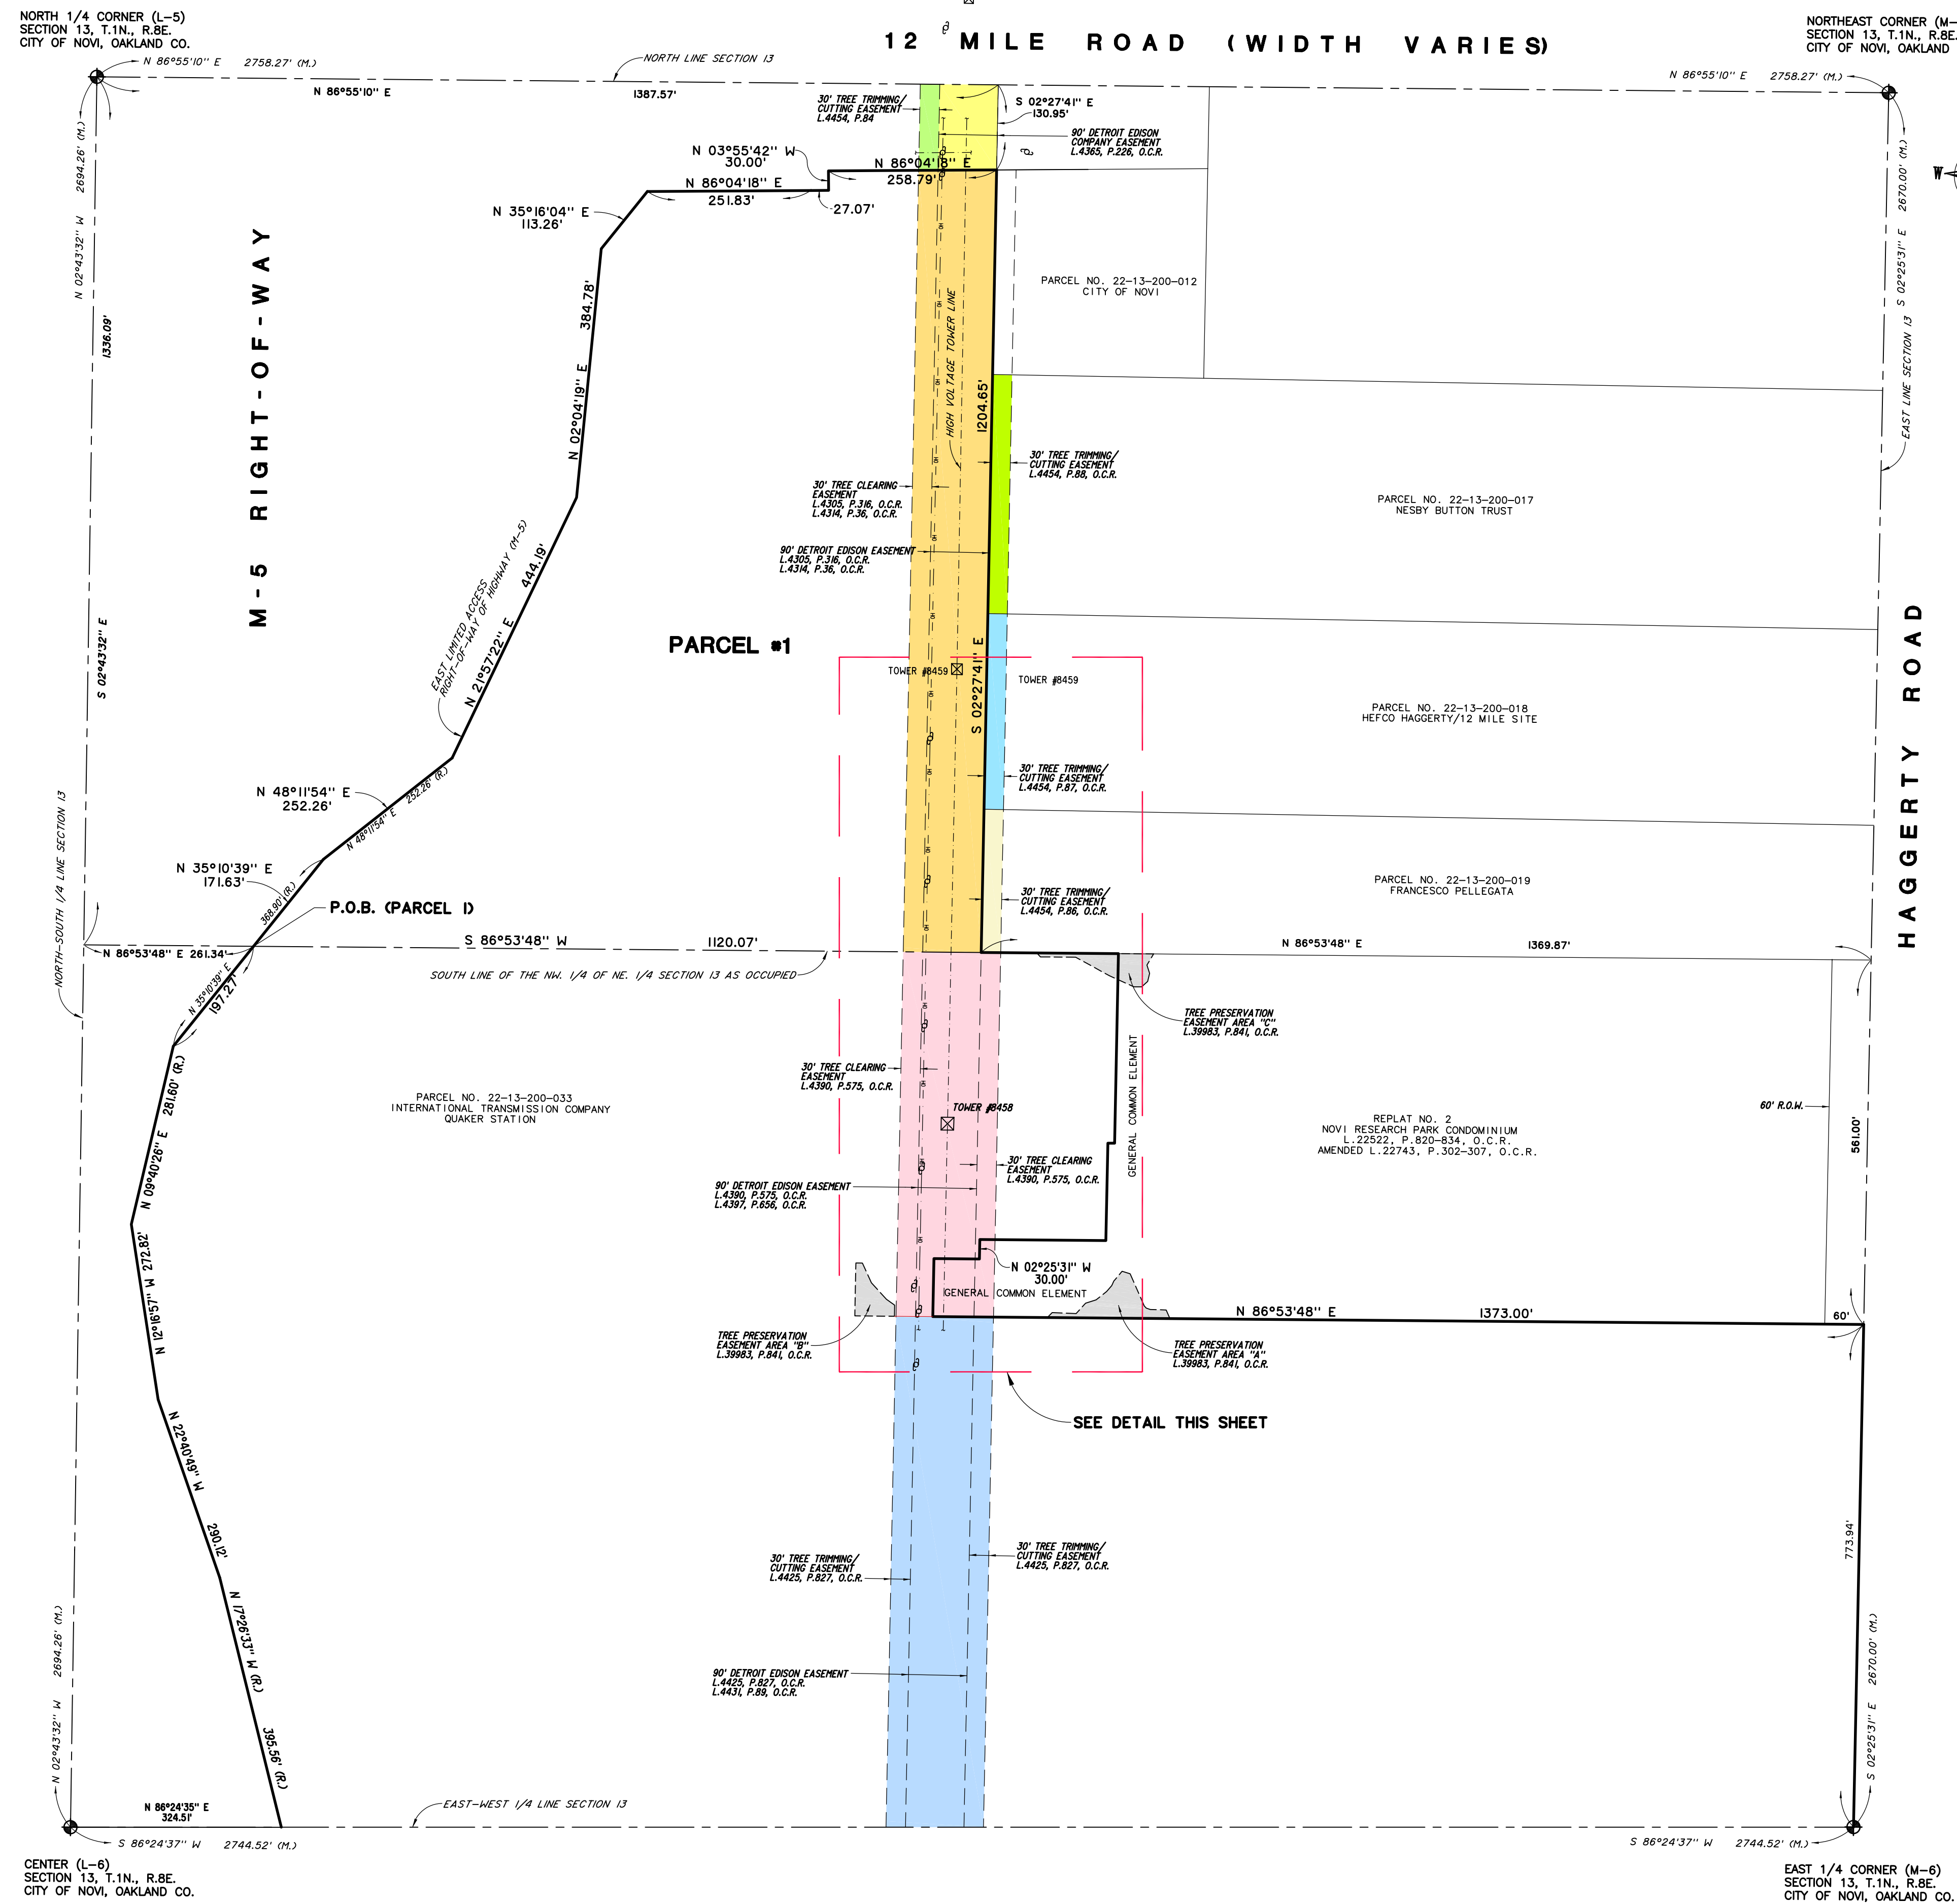 NORTH 1/4 CORNER (L-5)
SECTION 13, T.1N., R.8E.
CITY OF NOVI, OAKLAND CO.
12 MILE ROAD (WIDTH VARIES)
NORTHEAST CORNER (M-
SECTION 13, T.1N., R.8E.
CITY OF NOVI, OAKLAND
N 86°55'10" E 2758.27' (M.)
NORTH LINE SECTION 13
N 86°55'10" E 2758.27' (M.)
N 86°55'10" E
1387.57'
30' TREE TRIMMING/
CUTTING EASEMENT
L.4454, P.84
S 02°27'41" E
130.95'
90' DETROIT EDISON
COMPANY EASEMENT
L.4365, P.226, O.C.R.
N 02°43'32" W 2694.26' (M.)
S 02°25'31" E 2670.00' (M.)
W
N 03°55'42" W
30.00'
N 86°04'18" E
258.79'
N 86°04'18" E
251.83'
27.07'
N 35°16'04" E
113.26'
M-5 RIGHT-OF-WAY
PARCEL NO. 22-13-200-012
CITY OF NOVI
1336.09'
N 02°04'19" E 384.78'
HIGH VOLTAGE TOWER LINE
1204.65'
EAST LINE SECTION 13
30' TREE TRIMMING/
CUTTING EASEMENT
L.4454, P.88, O.C.R.
30' TREE CLEARING
EASEMENT
L.4305, P.316, O.C.R.
L.4314, P.36, O.C.R.
PARCEL NO. 22-13-200-017
NESBY BUTTON TRUST
90' DETROIT EDISON EASEMENT
L.4305, P.316, O.C.R.
L.4314, P.36, O.C.R.
EAST LIMITED ACCESS
RIGHT-OF-WAY OF HIGHWAY (M-5)
N 21°57'22" E 444.19'
S 02°43'32" E
PARCEL #1
TOWER #8459
TOWER #8459
S 02°27'41" E
PARCEL NO. 22-13-200-018
HEFCO HAGGERTY/12 MILE SITE
HAGGERTY ROAD
30' TREE TRIMMING/
CUTTING EASEMENT
L.4454, P.87, O.C.R.
N 48°11'54" E
252.26'
N 48°11'54" E 252.26' (R.)
NORTH-SOUTH 1/4 LINE SECTION 13
N 35°10'39" E
171.63'
368.90' (R.)
P.O.B. (PARCEL 1)
PARCEL NO. 22-13-200-019
FRANCESCO PELLEGATA
30' TREE TRIMMING/
CUTTING EASEMENT
L.4454, P.86, O.C.R.
S 86°53'48" W 1120.07'
N 86°53'48" E 1369.87'
N 86°53'48" E 261.34'
SOUTH LINE OF THE NW. 1/4 OF NE. 1/4 SECTION 13 AS OCCUPIED
N 35°10'39" E
197.27'
TREE PRESERVATION
EASEMENT AREA "C"
L.39983, P.841, O.C.R.
30' TREE CLEARING
EASEMENT
L.4390, P.575, O.C.R.
GENERAL COMMON ELEMENT
PARCEL NO. 22-13-200-033
INTERNATIONAL TRANSMISSION COMPANY
QUAKER STATION
TOWER #8458
60' R.O.W.
REPLAT NO. 2
NOVI RESEARCH PARK CONDOMINIUM
L.22522, P.820-834, O.C.R.
AMENDED L.22743, P.302-307, O.C.R.
561.00'
N 09°40'26" E 281.60' (R.)
30' TREE CLEARING
EASEMENT
L.4390, P.575, O.C.R.
90' DETROIT EDISON EASEMENT
L.4390, P.575, O.C.R.
L.4397, P.656, O.C.R.
N 12°16'57" W 272.82'
N 02°25'31" W
30.00'
GENERAL COMMON ELEMENT
N 86°53'48" E 1373.00'
60'
TREE PRESERVATION
EASEMENT AREA "B"
L.39983, P.841, O.C.R.
TREE PRESERVATION
EASEMENT AREA "A"
L.39983, P.841, O.C.R.
SEE DETAIL THIS SHEET
N 22°40'49" W 290.12'
30' TREE TRIMMING/
CUTTING EASEMENT
L.4425, P.827, O.C.R.
30' TREE TRIMMING/
CUTTING EASEMENT
L.4425, P.827, O.C.R.
773.94'
N 17°26'33" W (R.) 395.56' (R.)
90' DETROIT EDISON EASEMENT
L.4425, P.827, O.C.R.
L.4431, P.89, O.C.R.
N 02°43'32" W 2694.26' (M.)
S 02°25'31" E 2670.00' (M.)
N 86°24'35" E
324.51'
EAST-WEST 1/4 LINE SECTION 13
S 86°24'37" W 2744.52' (M.)
S 86°24'37" W 2744.52' (M.)
CENTER (L-6)
SECTION 13, T.1N., R.8E.
CITY OF NOVI, OAKLAND CO.
EAST 1/4 CORNER (M-6)
SECTION 13, T.1N., R.8E.
CITY OF NOVI, OAKLAND CO.